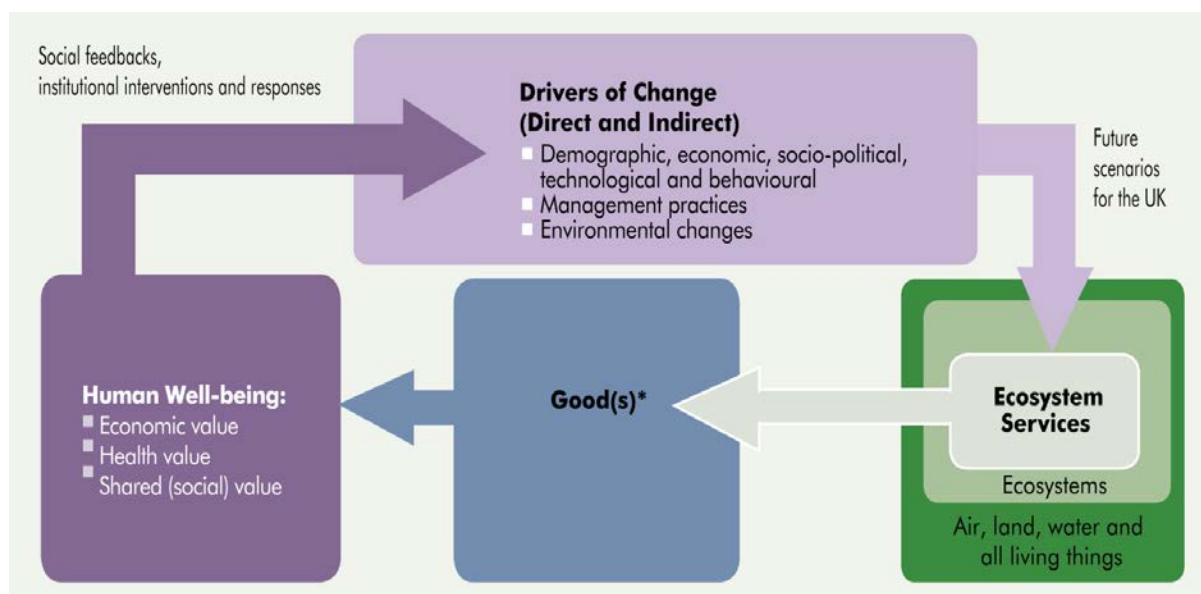 Social feedbacks,
institutional interventions and responses
Drivers of Change
(Direct and Indirect)
Demographic, economic, socio-political,
technological and behavioural
Management practices
Environmental changes
Future
scenarios
for the UK
Human Well-being:
Economic value
Health value
Shared (social) value
Good(s)*
Ecosystem
Services
Ecosystems
Air, land, water and
all living things